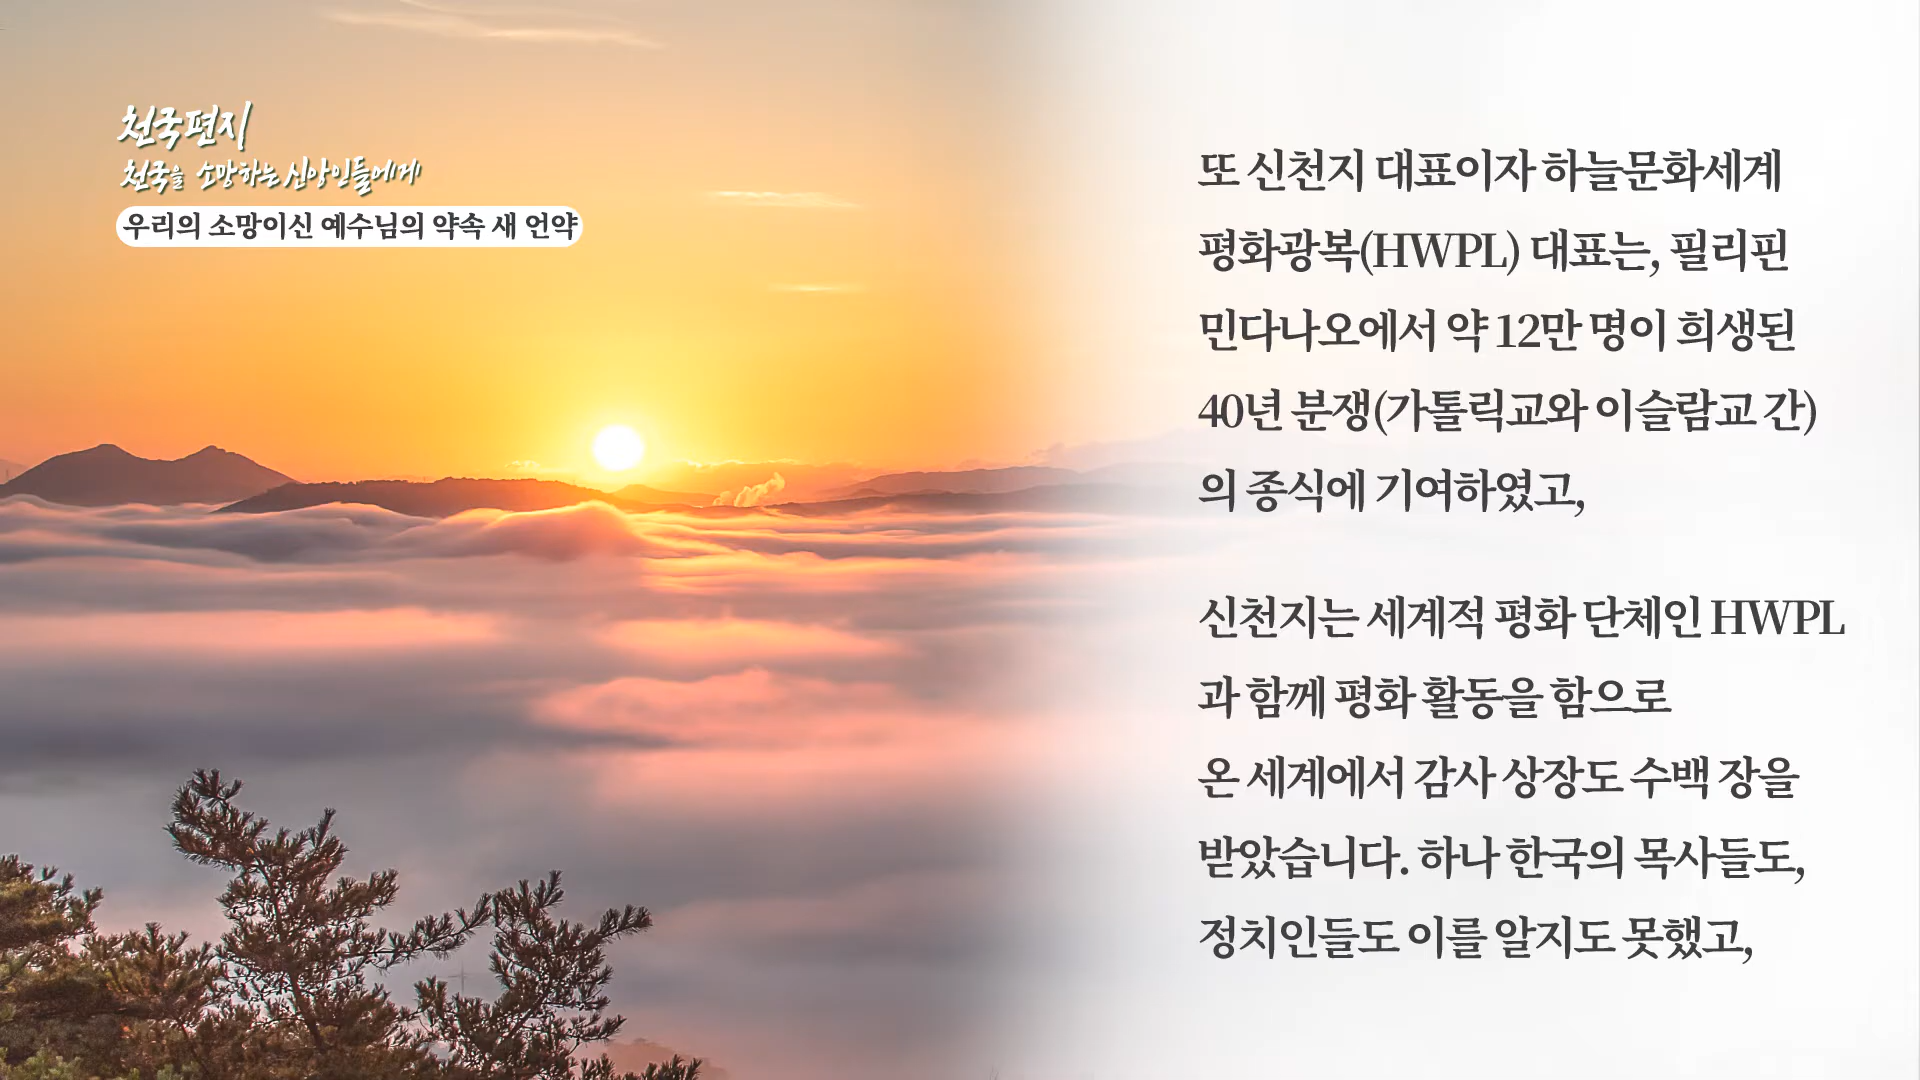 천국편지
천국을 소망하는 신앙인들에게
우리의 소망이신 예수님의 약속 새 언약
또 신천지 대표이자 하늘문화세계
평화광복(HWPL) 대표는, 필리핀
민다나오에서 약 12만 명이 희생된
40년 분쟁(가톨릭교와 이슬람교 간)
의 종식에 기여하였고,
신천지는 세계적 평화 단체인 HWPL
과 함께 평화 활동을 함으로
온 세계에서 감사 상장도 수백 장을
받았습니다. 하나 한국의 목사들도,
정치인들도 이를 알지도 못했고,